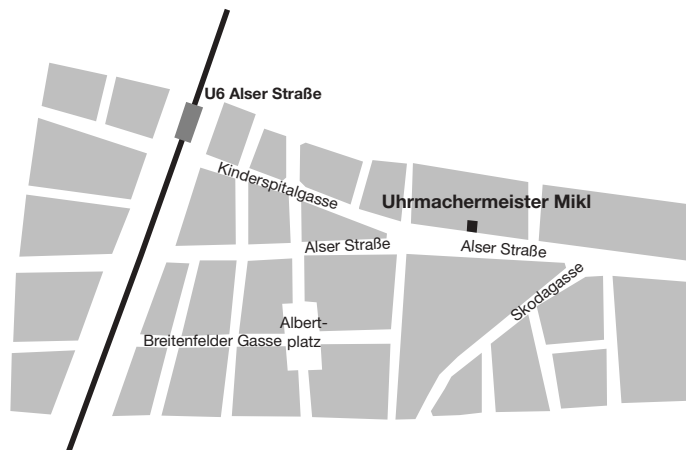 U6 Alser Straße
Kinderspitalgasse
Uhrmachermeister Mikl
Alser Straße
Alser Straße
Skodagasse
Albert-
platz
Breitenfelder Gasse